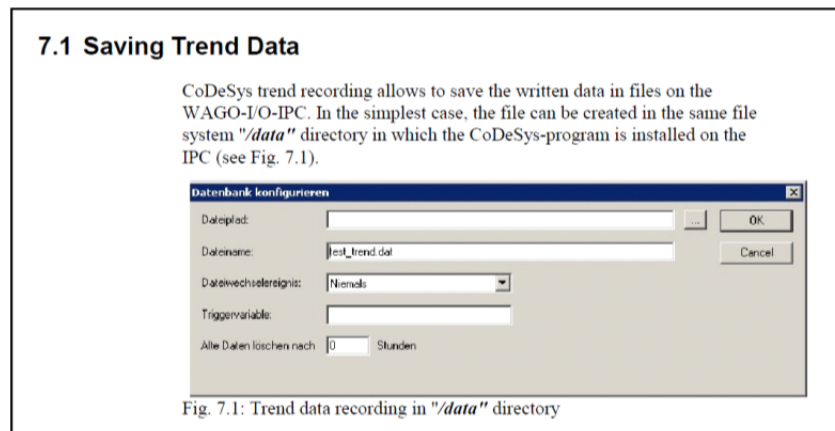 7.1 Saving Trend Data
CoDeSys trend recording allows to save the written data in files on the
WAGO-I/O-IPC. In the simplest case, the file can be created in the same file
system "/data" directory in which the CoDeSys-program is installed on the
IPC (see Fig. 7.1).
Datenbank konfigurieren
Dateipfad: ... OK
Dateiname: test_trend.dat Cancel
Dateiwechselereignis: Niemals
Triggervariable:
Alte Daten löschen nach 0 Stunden
Fig. 7.1: Trend data recording in "/data" directory